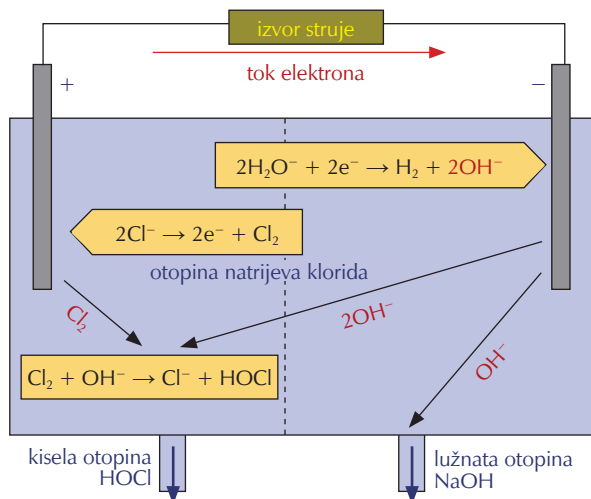 izvor struje
tok elektrona
+
−
2H₂O⁻ + 2e⁻ → H₂ + 2OH⁻
2Cl⁻ → 2e⁻ + Cl₂
otopina natrijeva klorida
Cl₂
2OH⁻
OH⁻
Cl₂ + OH⁻ → Cl⁻ + HOCl
kisela otopina
HOCl
lužnata otopina
NaOH